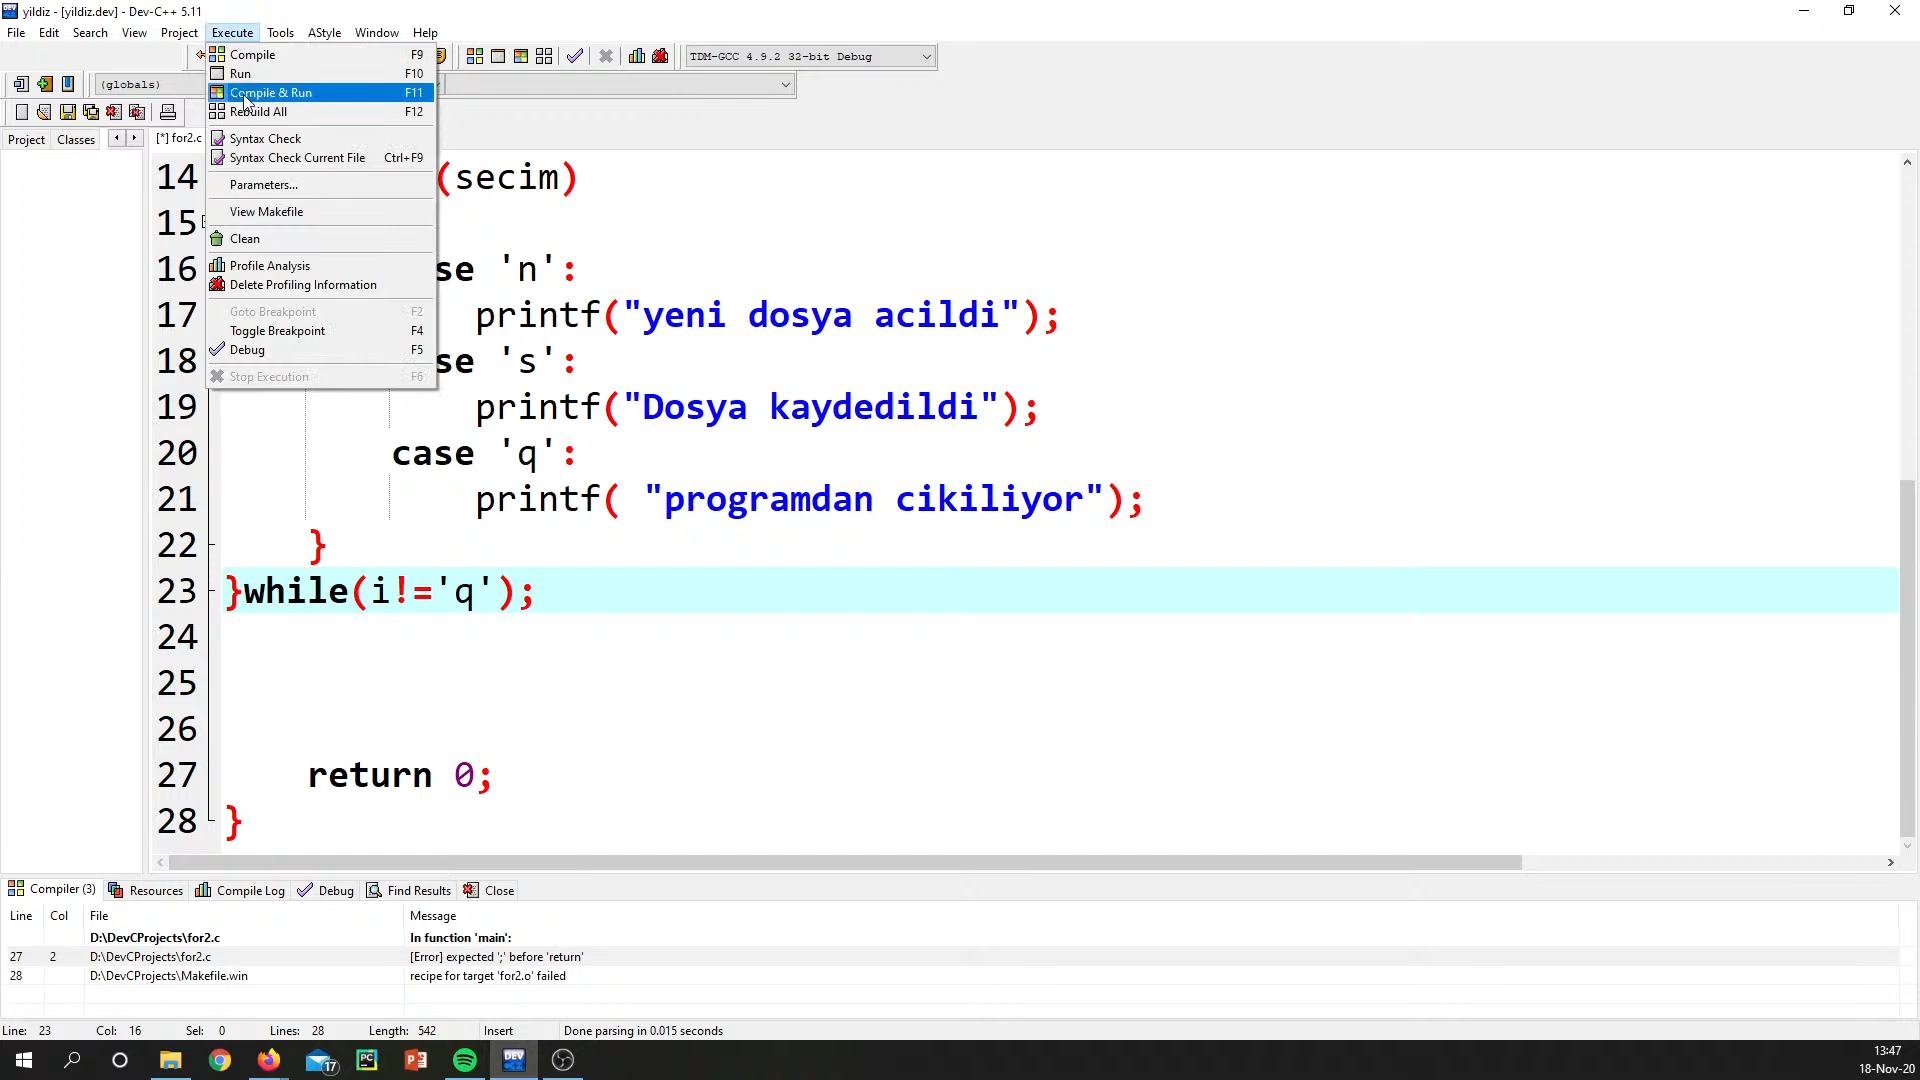 yildiz - [yildiz.dev] - Dev-C++ 5.11
File Edit Search View Project Execute Tools AStyle Window Help
Compile F9
TDM-GCC 4.9.2 32-bit Debug
Run F10
(globals)
Compile & Run F11
Rebuild All F12
Project Classes
[*] for2.c
Syntax Check
Syntax Check Current File Ctrl+F9
Parameters...
View Makefile
Clean
Profile Analysis
Delete Profiling Information
Goto Breakpoint F2
Toggle Breakpoint F4
Debug F5
Stop Execution F6
14 (secim)
15
16 se 'n':
17 printf("yeni dosya acildi");
18 se 's':
19 printf("Dosya kaydedildi");
20 case 'q':
21 printf( "programdan cikiliyor");
22 }
23 }while(i!='q');
24
25
26
27 return 0;
28 }
Compiler (3) Resources Compile Log Debug Find Results Close
Line Col File Message
D:\DevCProjects\for2.c In function 'main':
27 2 D:\DevCProjects\for2.c [Error] expected ';' before 'return'
28 D:\DevCProjects\Makefile.win recipe for target 'for2.o' failed
Line: 23 Col: 16 Sel: 0 Lines: 28 Length: 542 Insert Done parsing in 0.015 seconds
17
PC
DEV
13:47
18-Nov-20